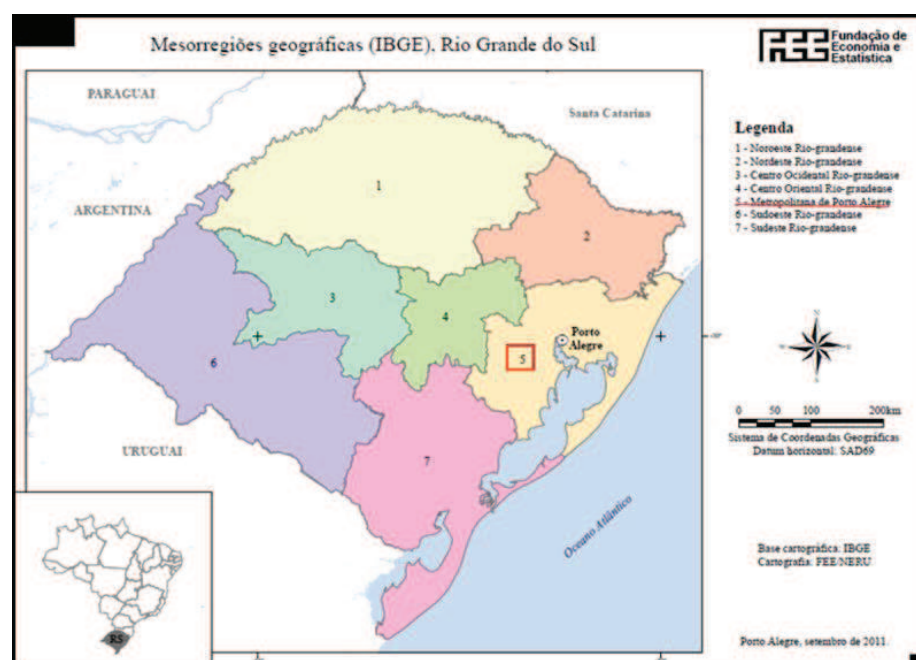 Mesorregiões geográficas (IBGE), Rio Grande do Sul
FEE Fundação de
Economia e
Estatística
PARAGUAI
Santa Catarina
ARGENTINA
URUGUAI
1
2
3
4
5
6
7
Porto
Alegre
Oceano Atlântico
RS
Legenda
1 - Noroeste Rio-grandense
2 - Nordeste Rio-grandense
3 - Centro Ocidental Rio-grandense
4 - Centro Oriental Rio-grandense
5 - Metropolitana de Porto Alegre
6 - Sudoeste Rio-grandense
7 - Sudeste Rio-grandense
N
0 50 100 200km
Sistema de Coordenadas Geográficas
Datum horizontal: SAD69
Base cartográfica: IBGE
Cartografia: FEE/NERU
Porto Alegre, setembro de 2011.